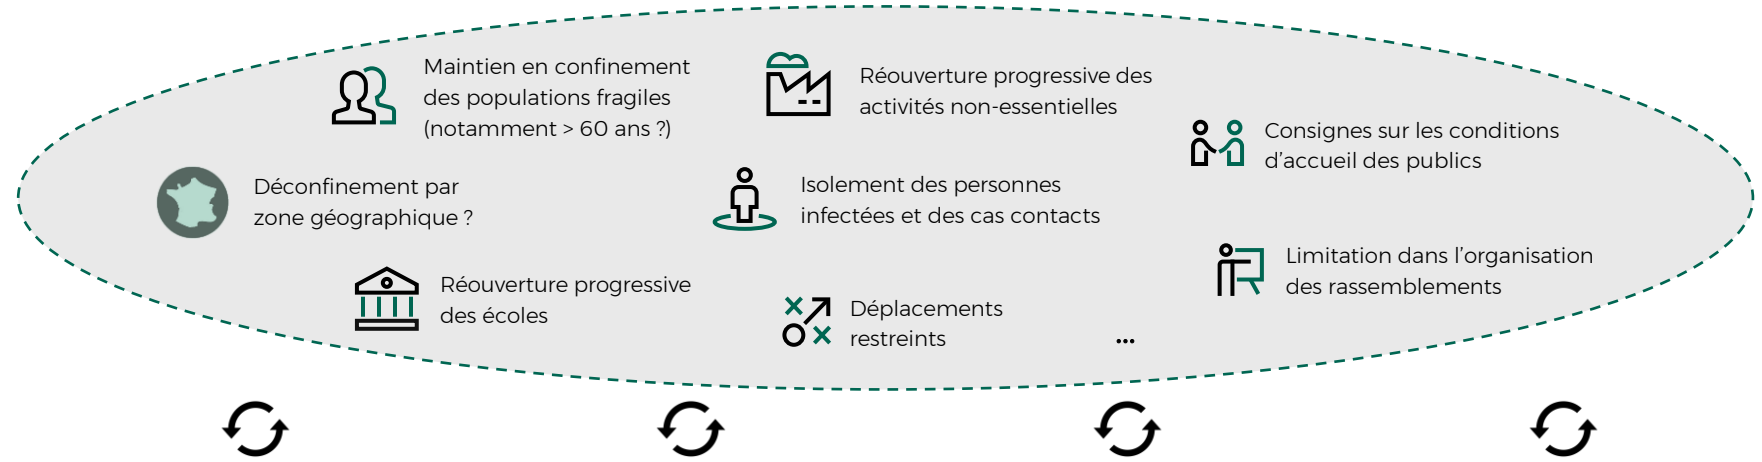 Maintien en confinement
des populations fragiles
(notamment > 60 ans ?)
Réouverture progressive des
activités non-essentielles
Consignes sur les conditions
d’accueil des publics
Déconfinement par
zone géographique ?
Isolement des personnes
infectées et des cas contacts
Limitation dans l’organisation
des rassemblements
Réouverture progressive
des écoles
Déplacements
restreints
...